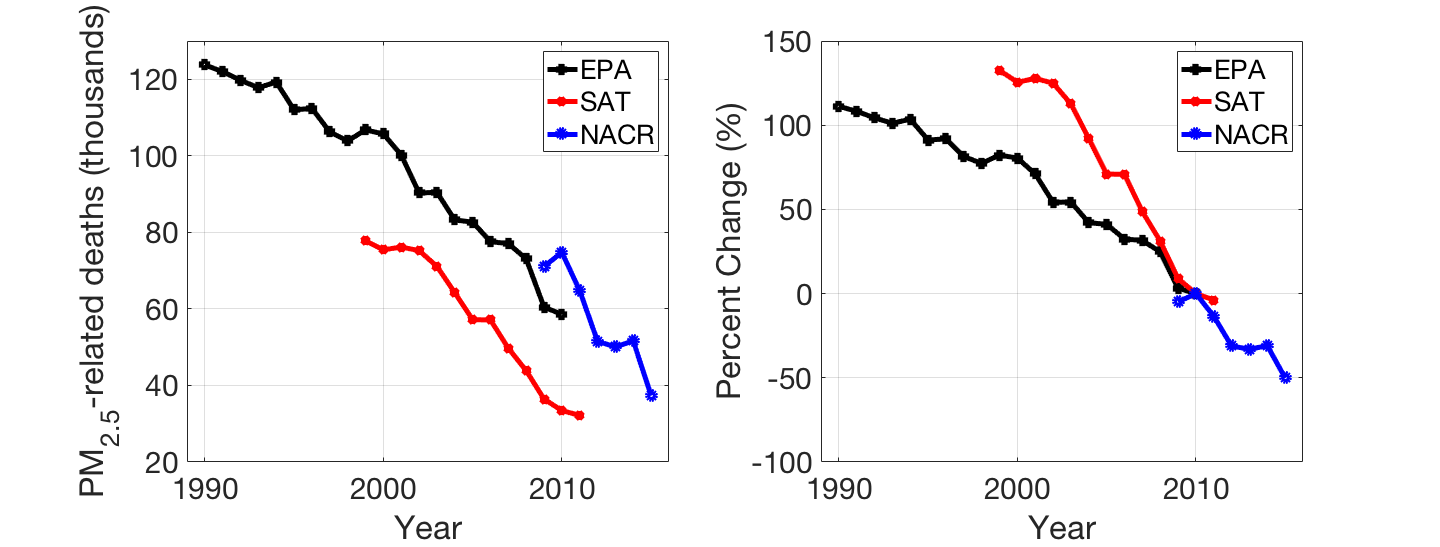 PM2.5-related deaths (thousands)
120
100
80
60
40
20
1990
2000
2010
Year
EPA
SAT
NACR
Percent Change (%)
150
100
50
0
-50
-100
1990
2000
2010
Year
EPA
SAT
NACR